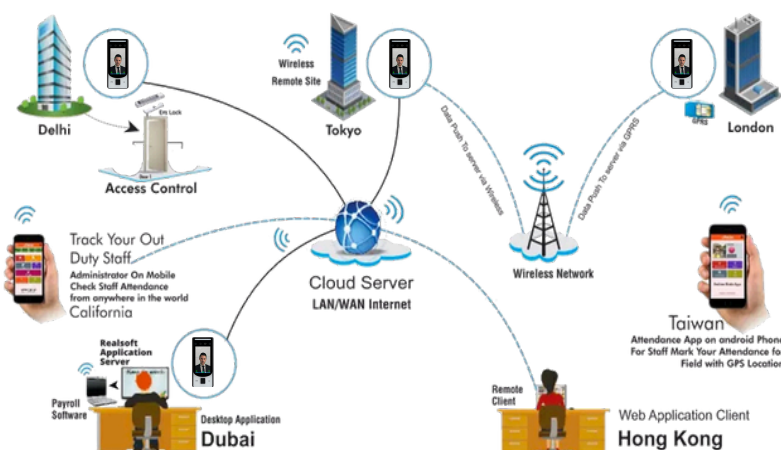 Delhi
Em Lock
Access Control
Wireless
Remote Site
Tokyo
Data Push To server via Wireless
Data Push To server via GPRS
GPRS
London
Wireless Network
Cloud Server
LAN/WAN Internet
Track Your Out
Duty Staff
Administrator On Mobile
Check Staff Attendance
from anywhere in the world
California
Taiwan
Attendance App on android Phone
For Staff Mark Your Attendance for
Field with GPS Location
Realsoft
Application
Server
Payroll
Software
Desktop Application
Dubai
Remote
Client
Web Application Client
Hong Kong